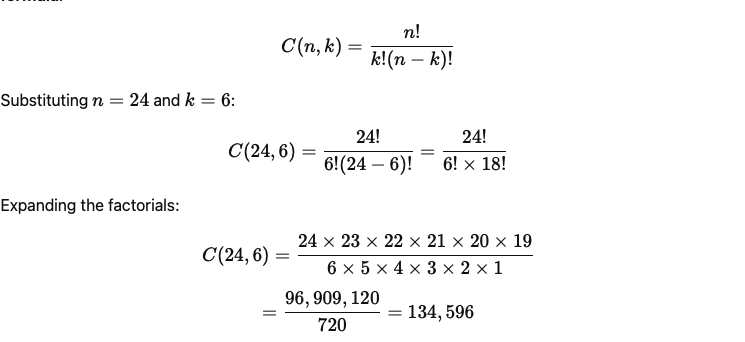 C(n, k) = n! / k!(n − k)!
Substituting n = 24 and k = 6:
C(24, 6) = 24! / 6!(24 − 6)! = 24! / 6! × 18!
Expanding the factorials:
C(24, 6) = 24 × 23 × 22 × 21 × 20 × 19 / 6 × 5 × 4 × 3 × 2 × 1
= 96, 909, 120 / 720 = 134, 596